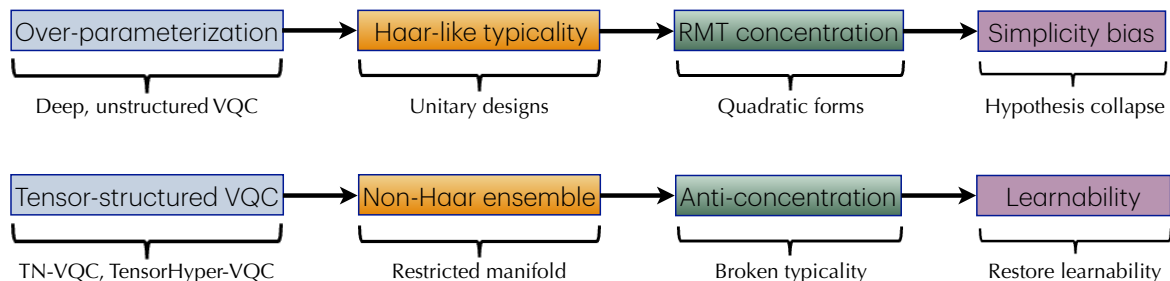 Over-parameterization Haar-like typicality RMT concentration Simplicity bias
Deep, unstructured VQC Unitary designs Quadratic forms Hypothesis collapse
Tensor-structured VQC Non-Haar ensemble Anti-concentration Learnability
TN-VQC, TensorHyper-VQC Restricted manifold Broken typicality Restore learnability